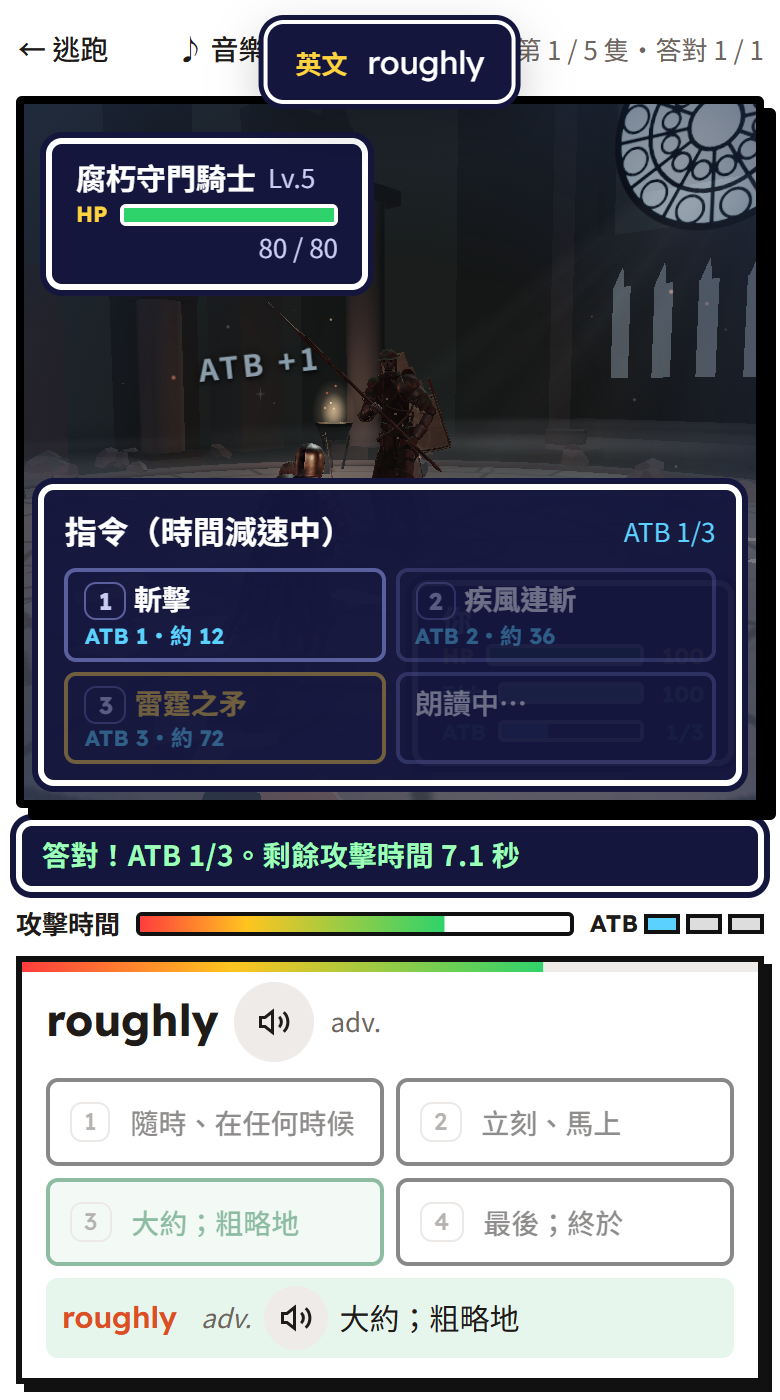 ← 逃跑
♪ 音樂
英文 roughly
第 1 / 5 隻・答對 1 / 1
腐朽守門騎士 Lv.5
HP
80 / 80
ATB +1
指令（時間減速中）
ATB 1/3
1 斬擊
ATB 1・約 12
2 疾風連斬
ATB 2・約 36
HP 100
100
3 雷霆之矛
ATB 3・約 72
朗讀中⋯
ATB 1/3
答對！ATB 1/3。剩餘攻擊時間 7.1 秒
攻擊時間
ATB
roughly adv.
1 隨時、在任何時候
2 立刻、馬上
3 大約；粗略地
4 最後；終於
roughly adv. 大約；粗略地